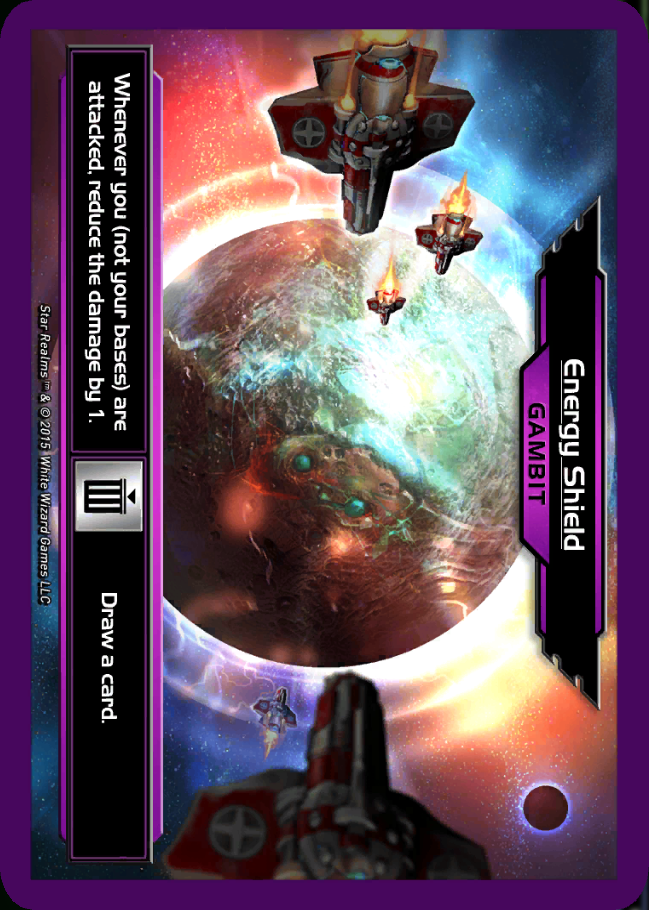 Energy Shield
GAMBIT
Whenever you (not your bases) are
attacked, reduce the damage by 1.
Draw a card.
Star Realms™ & © 2015 White Wizard Games LLC